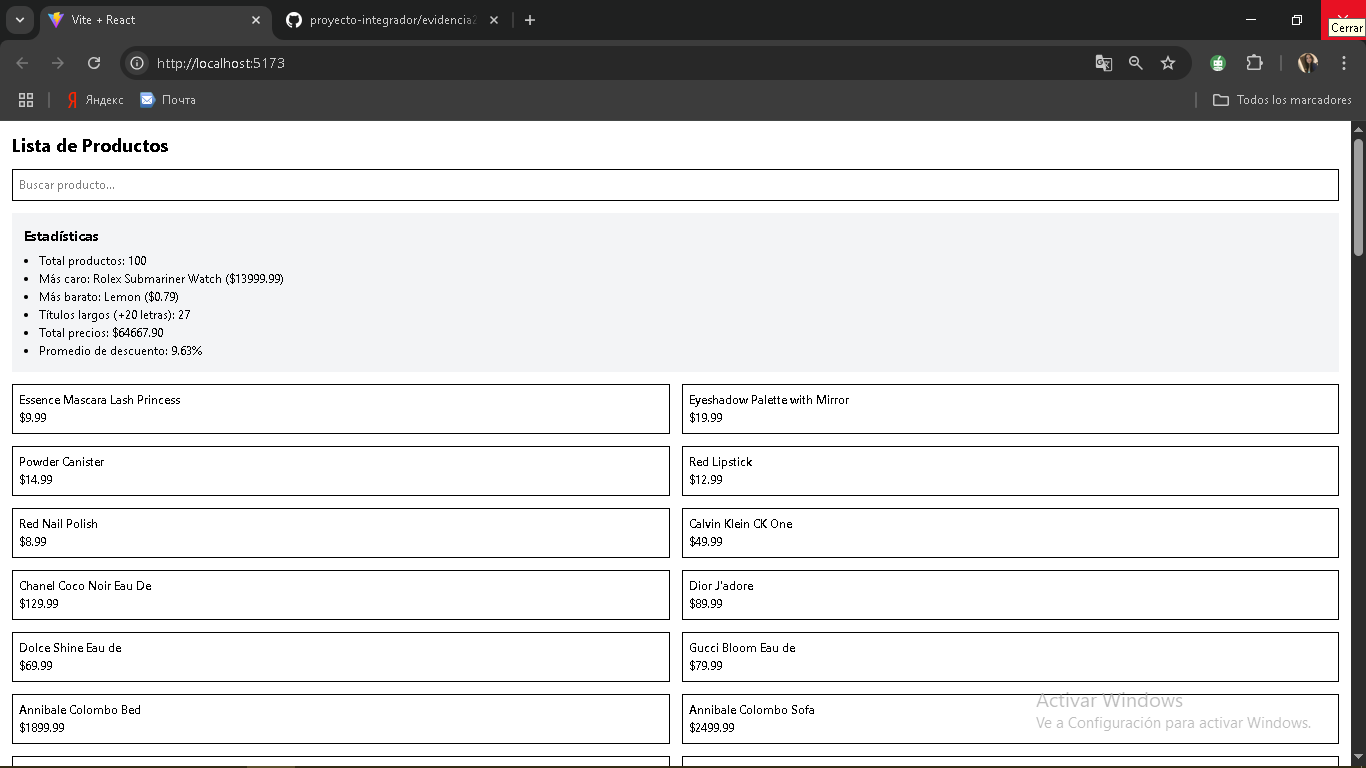 Vite + React
proyecto-integrador/evidencia2
Cerrar
http://localhost:5173
Яндекс
Почта
Todos los marcadores
Lista de Productos
Buscar producto...
Estadísticas
Total productos: 100
Más caro: Rolex Submariner Watch ($13999.99)
Más barato: Lemon ($0.79)
Títulos largos (+20 letras): 27
Total precios: $64667.90
Promedio de descuento: 9.63%
Essence Mascara Lash Princess
$9.99
Eyeshadow Palette with Mirror
$19.99
Powder Canister
$14.99
Red Lipstick
$12.99
Red Nail Polish
$8.99
Calvin Klein CK One
$49.99
Chanel Coco Noir Eau De
$129.99
Dior J'adore
$89.99
Dolce Shine Eau de
$69.99
Gucci Bloom Eau de
$79.99
Annibale Colombo Bed
$1899.99
Annibale Colombo Sofa
$2499.99
Activar Windows
Ve a Configuración para activar Windows.